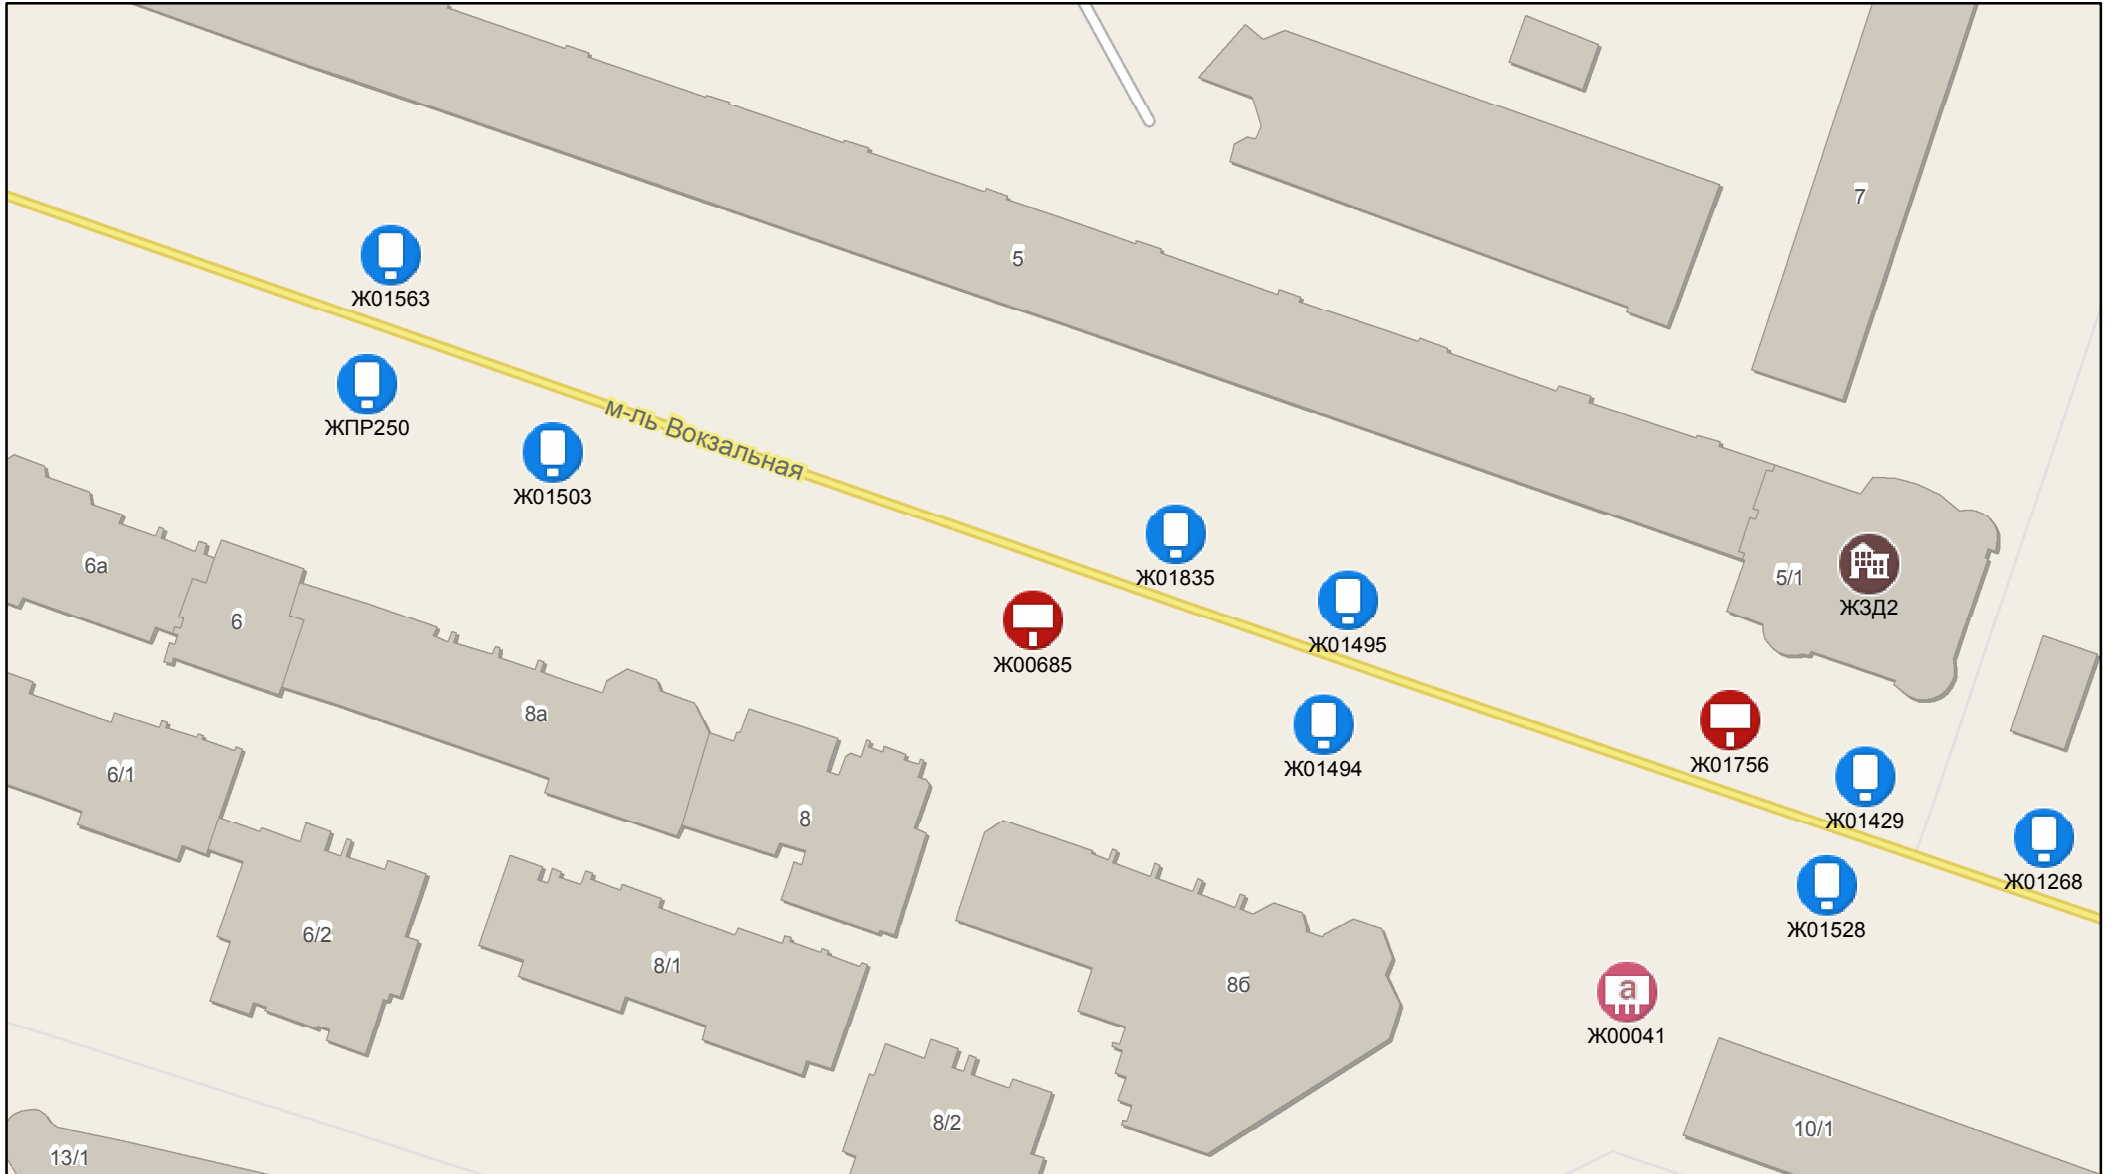 7
5
Ж01563
ЖПР250
м-ль Вокзальная
Ж01503
6а
5/1
Ж01835
ЖЗД2
6
Ж01495
Ж00685
8а
6/1
Ж01494
Ж01756
8
Ж01429
Ж01268
6/2
Ж01528
8/1
8б
а
Ж00041
8/2
10/1
13/1